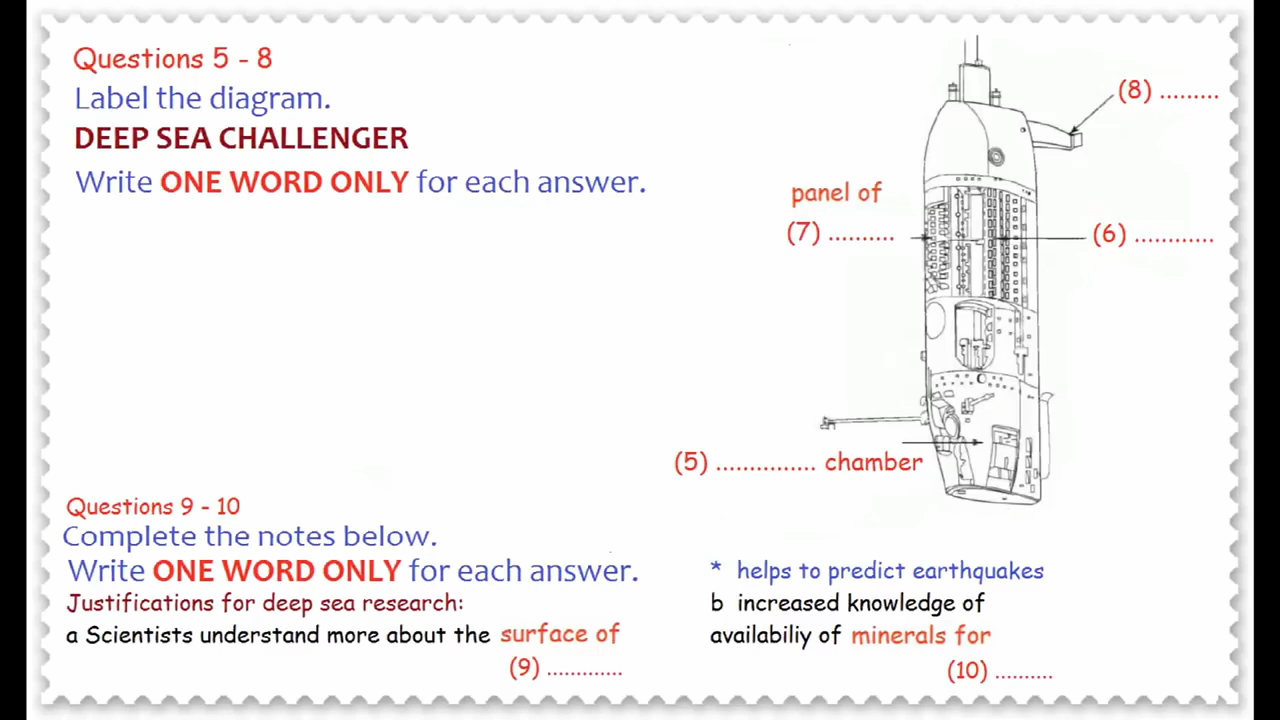 Questions 5 - 8
Label the diagram.
DEEP SEA CHALLENGER
Write ONE WORD ONLY for each answer.
(8) .........
panel of
(7) ..........
(6) ............
(5) ............... chamber
Questions 9 - 10
Complete the notes below.
Write ONE WORD ONLY for each answer.
Justifications for deep sea research:
a Scientists understand more about the surface of
(9) .............
* helps to predict earthquakes
b increased knowledge of
availabiliy of minerals for
(10) ..........